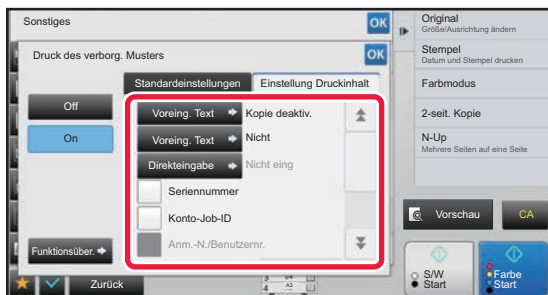 Sonstiges
OK
Druck des verborg. Musters
OK
Standardeinstellungen
Einstellung Druckinhalt
Off
On
Voreing. Text
Kopie deaktiv.
Voreing. Text
Nicht
Direkteingabe
Nicht eing
Seriennummer
Konto-Job-ID
Anm.-N./Benutzernr.
Funktionsüber.
Zurück
Original
Größe/Ausrichtung ändern
Stempel
Datum und Stempel drucken
Farbmodus
2-seit. Kopie
N-Up
Mehrere Seiten auf eine Seite
Vorschau
CA
S/W
Start
Farbe
Start